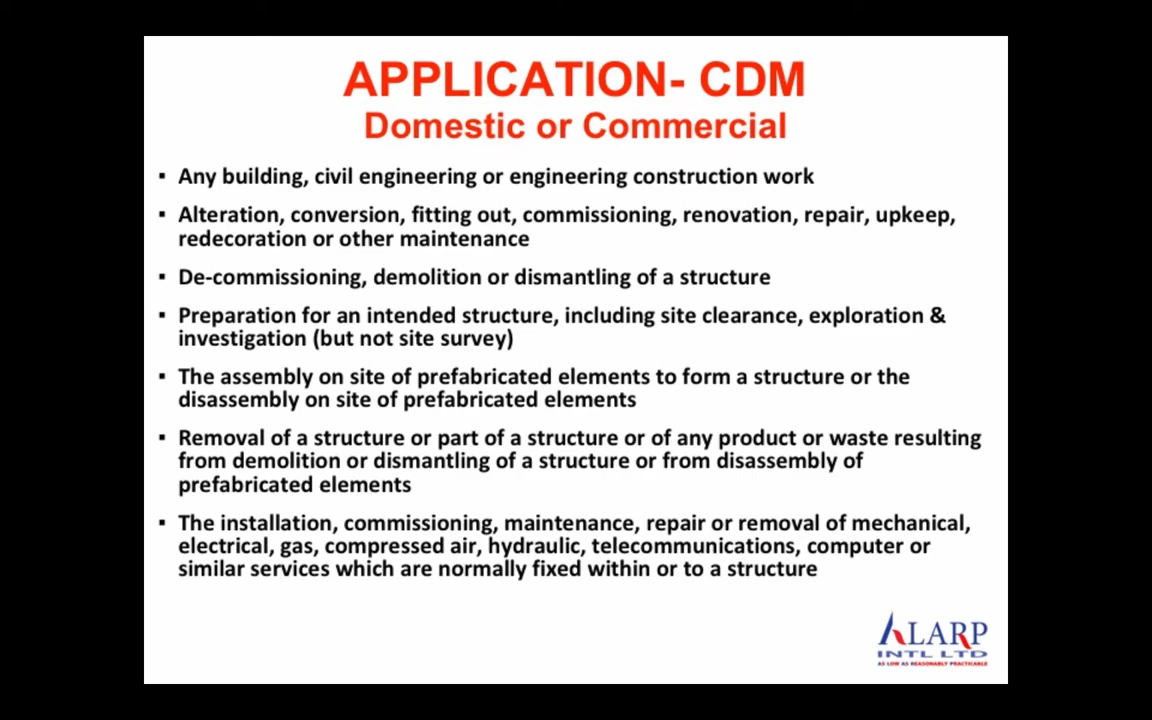 APPLICATION- CDM
Domestic or Commercial
▪ Any building, civil engineering or engineering construction work
▪ Alteration, conversion, fitting out, commissioning, renovation, repair, upkeep,
redecoration or other maintenance
▪ De-commissioning, demolition or dismantling of a structure
▪ Preparation for an intended structure, including site clearance, exploration &
investigation (but not site survey)
▪ The assembly on site of prefabricated elements to form a structure or the
disassembly on site of prefabricated elements
▪ Removal of a structure or part of a structure or of any product or waste resulting
from demolition or dismantling of a structure or from disassembly of
prefabricated elements
▪ The installation, commissioning, maintenance, repair or removal of mechanical,
electrical, gas, compressed air, hydraulic, telecommunications, computer or
similar services which are normally fixed within or to a structure
ALARP
INTL LTD
AS LOW AS REASONABLY PRACTICABLE